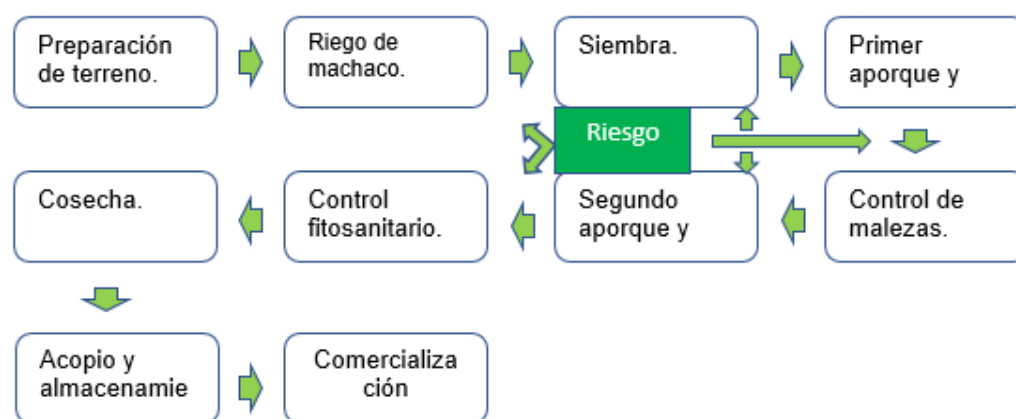 Preparación
de terreno.
Riego de
machaco.
Siembra.
Primer
aporque y
Riesgo
Cosecha.
Control
fitosanitario.
Segundo
aporque y
Control de
malezas.
Acopio y
almacenamie
Comercializa
ción